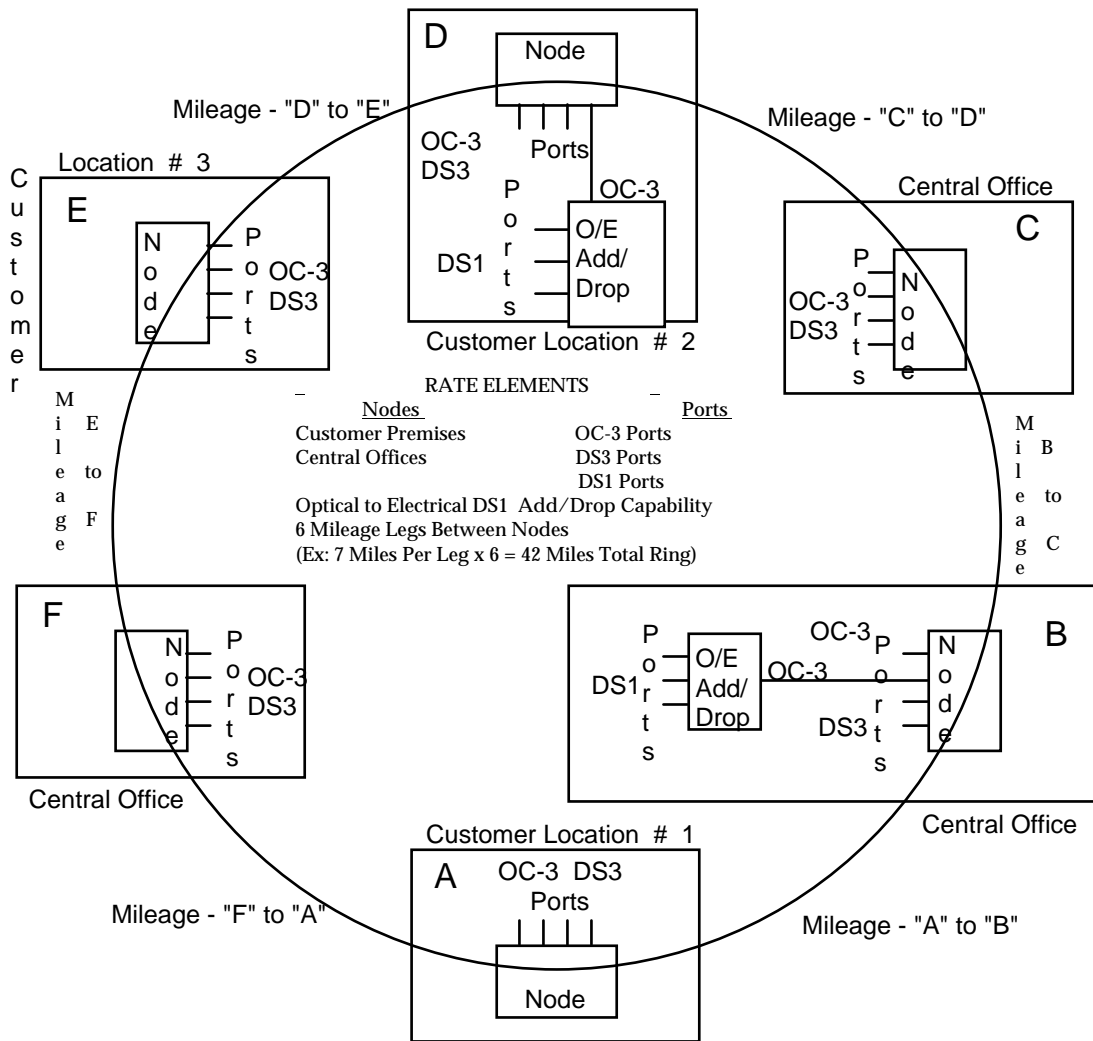 D
Node
Mileage - "D" to "E"
Mileage - "C" to "D"
OC-3
DS3
Ports
Ports
OC-3
O/E
Add/
Drop
DS1
Customer Location # 2
Customer
Location # 3
E
Node
Ports
OC-3
DS3
Central Office
C
Ports
OC-3
DS3
Node
RATE ELEMENTS
Nodes Ports
Customer Premises OC-3 Ports
Central Offices DS3 Ports
DS1 Ports
Optical to Electrical DS1 Add/Drop Capability
6 Mileage Legs Between Nodes
(Ex: 7 Miles Per Leg x 6 = 42 Miles Total Ring)
Mileage
E to F
Mileage
B to C
F
Node
Ports
OC-3
DS3
Central Office
B
Ports
DS1
O/E
Add/
Drop
OC-3
OC-3
Ports
DS3
Node
Central Office
Customer Location # 1
A
OC-3 DS3
Ports
Node
Mileage - "F" to "A"
Mileage - "A" to "B"